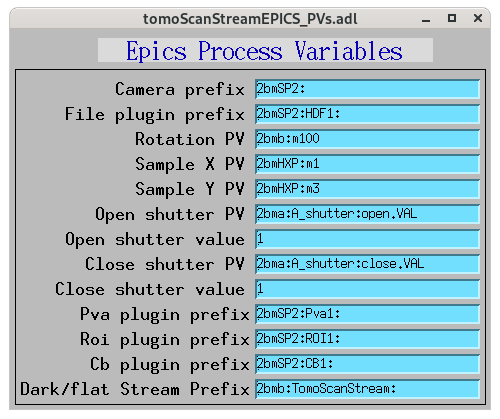 tomoScanStreamEPICS_PVs.adl
Epics Process Variables
Camera prefix 2bmSP2:
File plugin prefix 2bmSP2:HDF1:
Rotation PV 2bmb:m100
Sample X PV 2bmHXP:m1
Sample Y PV 2bmHXP:m3
Open shutter PV 2bma:A_shutter:open.VAL
Open shutter value 1
Close shutter PV 2bma:A_shutter:close.VAL
Close shutter value 1
Pva plugin prefix 2bmSP2:Pva1:
Roi plugin prefix 2bmSP2:ROI1:
Cb plugin prefix 2bmSP2:CB1:
Dark/flat Stream Prefix 2bmb:TomoScanStream: